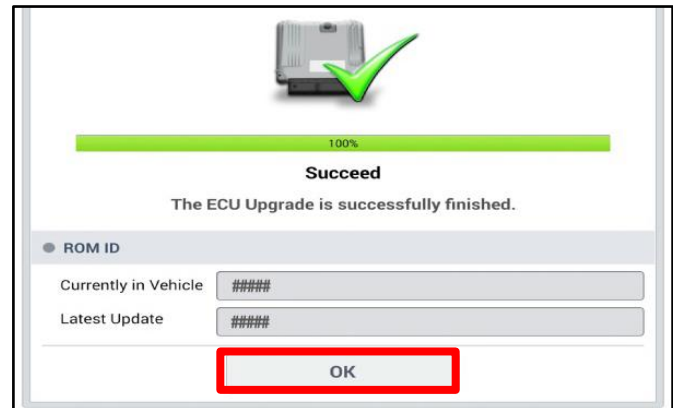 100%
Succeed
The ECU Upgrade is successfully finished.
ROM ID
Currently in Vehicle #####
Latest Update #####
OK